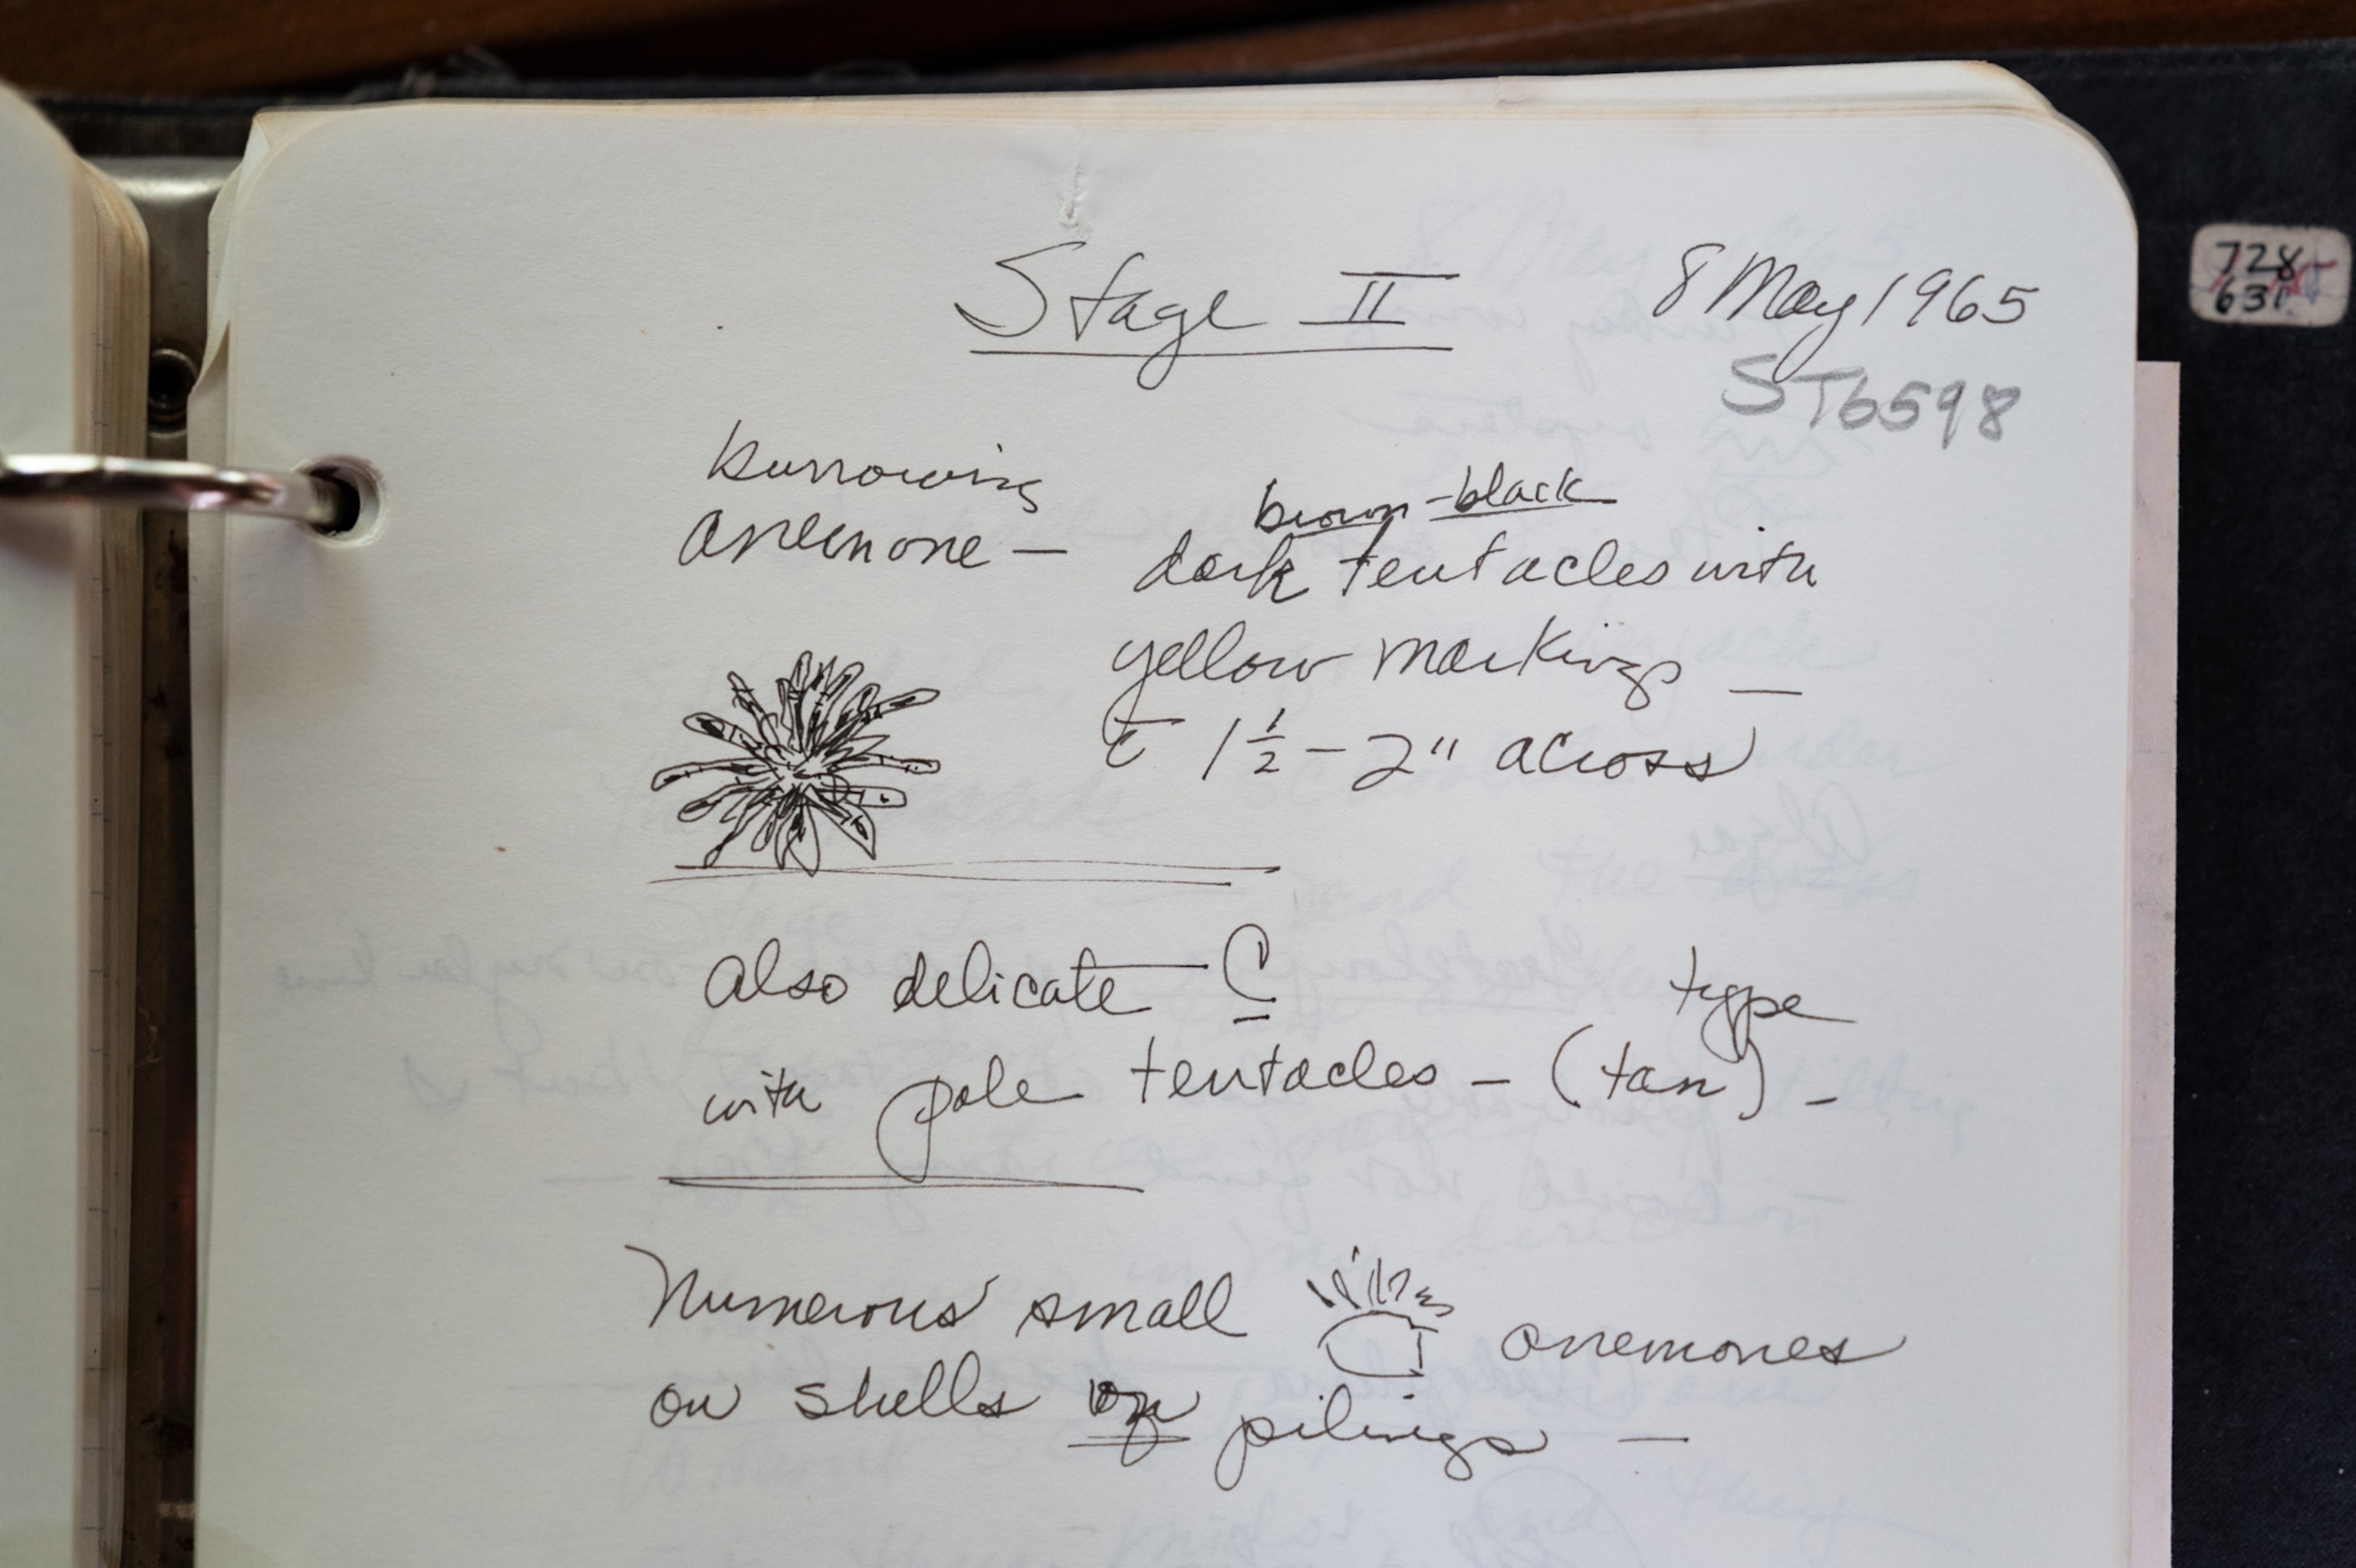 Stage II
8 May 1965
ST6598
728
631
Burrowing
anemone —
brown-black
dark tentacles with
yellow markings —
c̄ 1½ - 2" across
Also delicate C
type
with pale tentacles — (tan) —
Numerous small anemones
on shells on pilings —